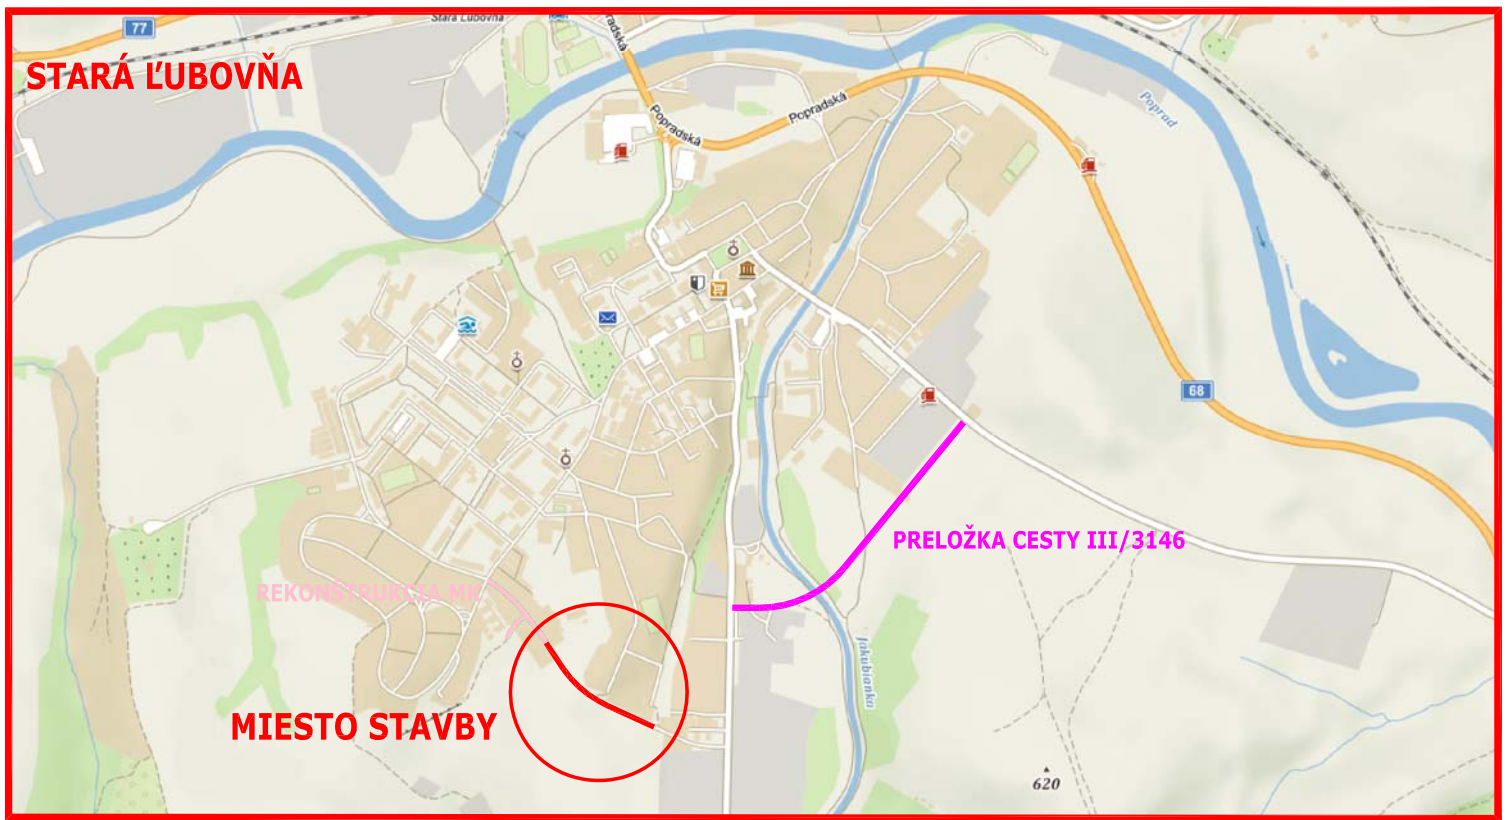 Stará Ľubovňa
77
STARÁ ĽUBOVŇA
Popradská
Popradská
Poprad
68
PRELOŽKA CESTY III/3146
REKONŠTRUKCIA MK
Jakubianka
MIESTO STAVBY
620